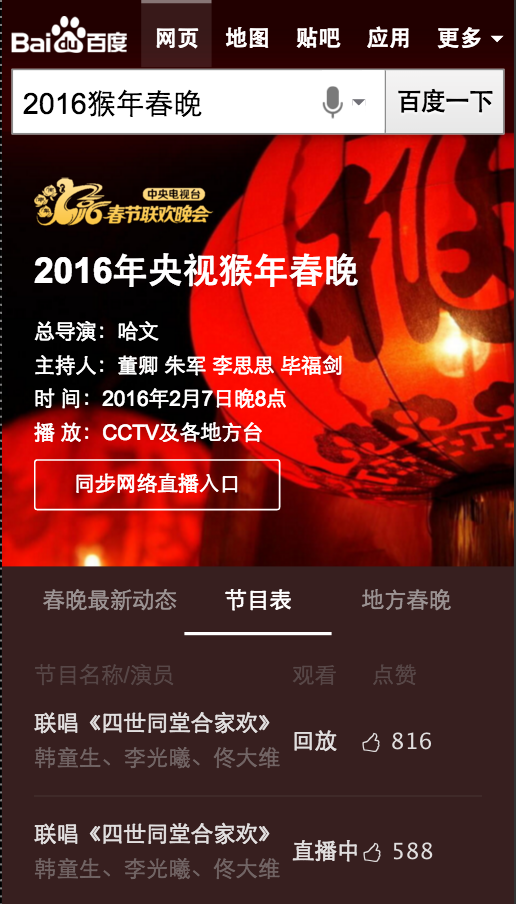 Bai du 百度 网页 地图 贴吧 应用 更多
2016猴年春晚 百度一下
中央电视台
春节联欢晚会
2016年央视猴年春晚
总导演：哈文
主持人：董卿 朱军 李思思 毕福剑
时 间：2016年2月7日晚8点
播 放：CCTV及各地方台
同步网络直播入口
春晚最新动态 节目表 地方春晚
节目名称/演员 观看 点赞
联唱《四世同堂合家欢》
韩童生、李光曦、佟大维
回放 816
联唱《四世同堂合家欢》
韩童生、李光曦、佟大维
直播中 588